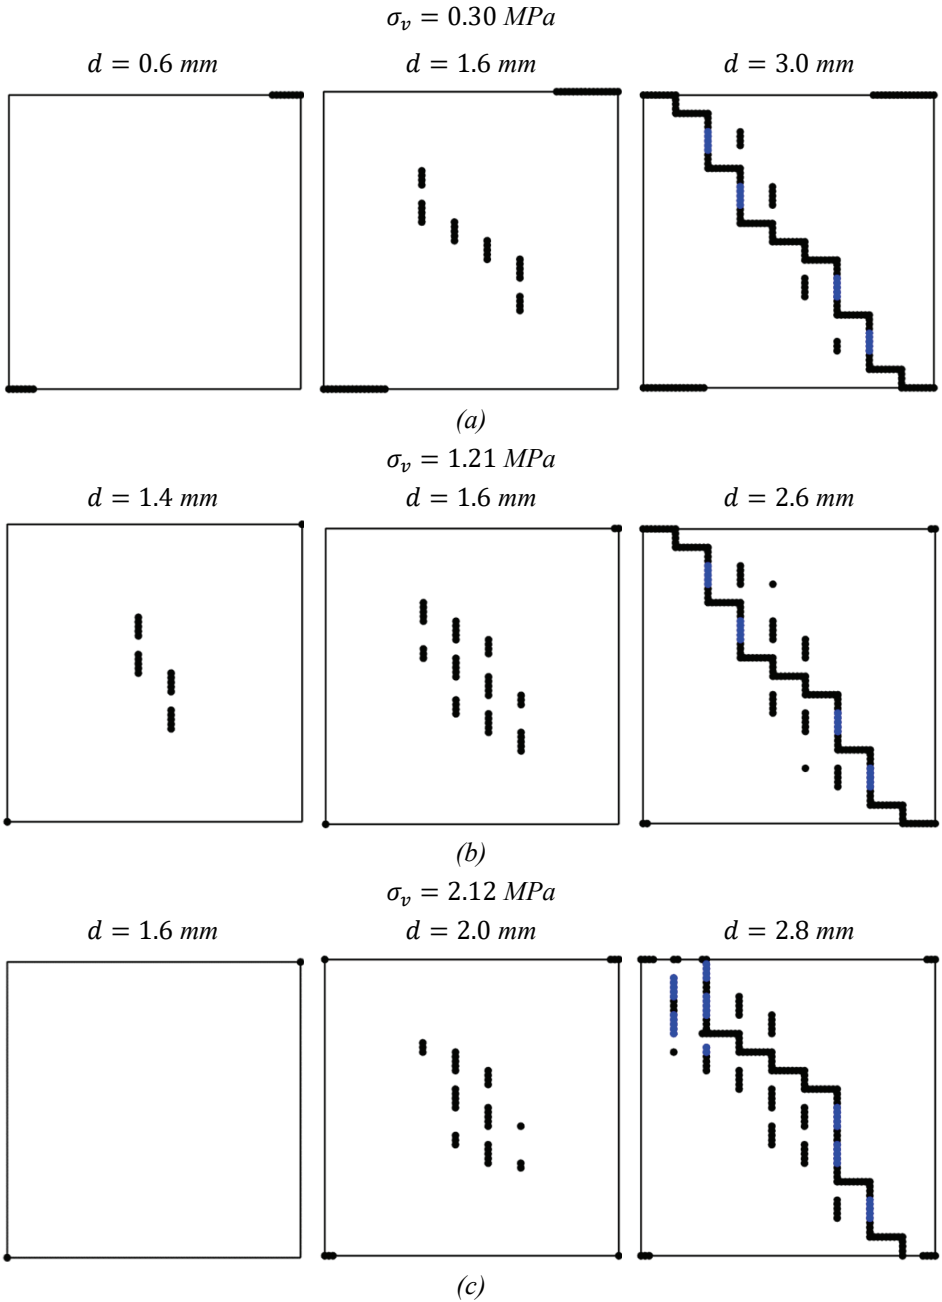 σᵥ = 0.30 MPa
d = 0.6 mm d = 1.6 mm d = 3.0 mm
(a)
σᵥ = 1.21 MPa
d = 1.4 mm d = 1.6 mm d = 2.6 mm
(b)
σᵥ = 2.12 MPa
d = 1.6 mm d = 2.0 mm d = 2.8 mm
(c)